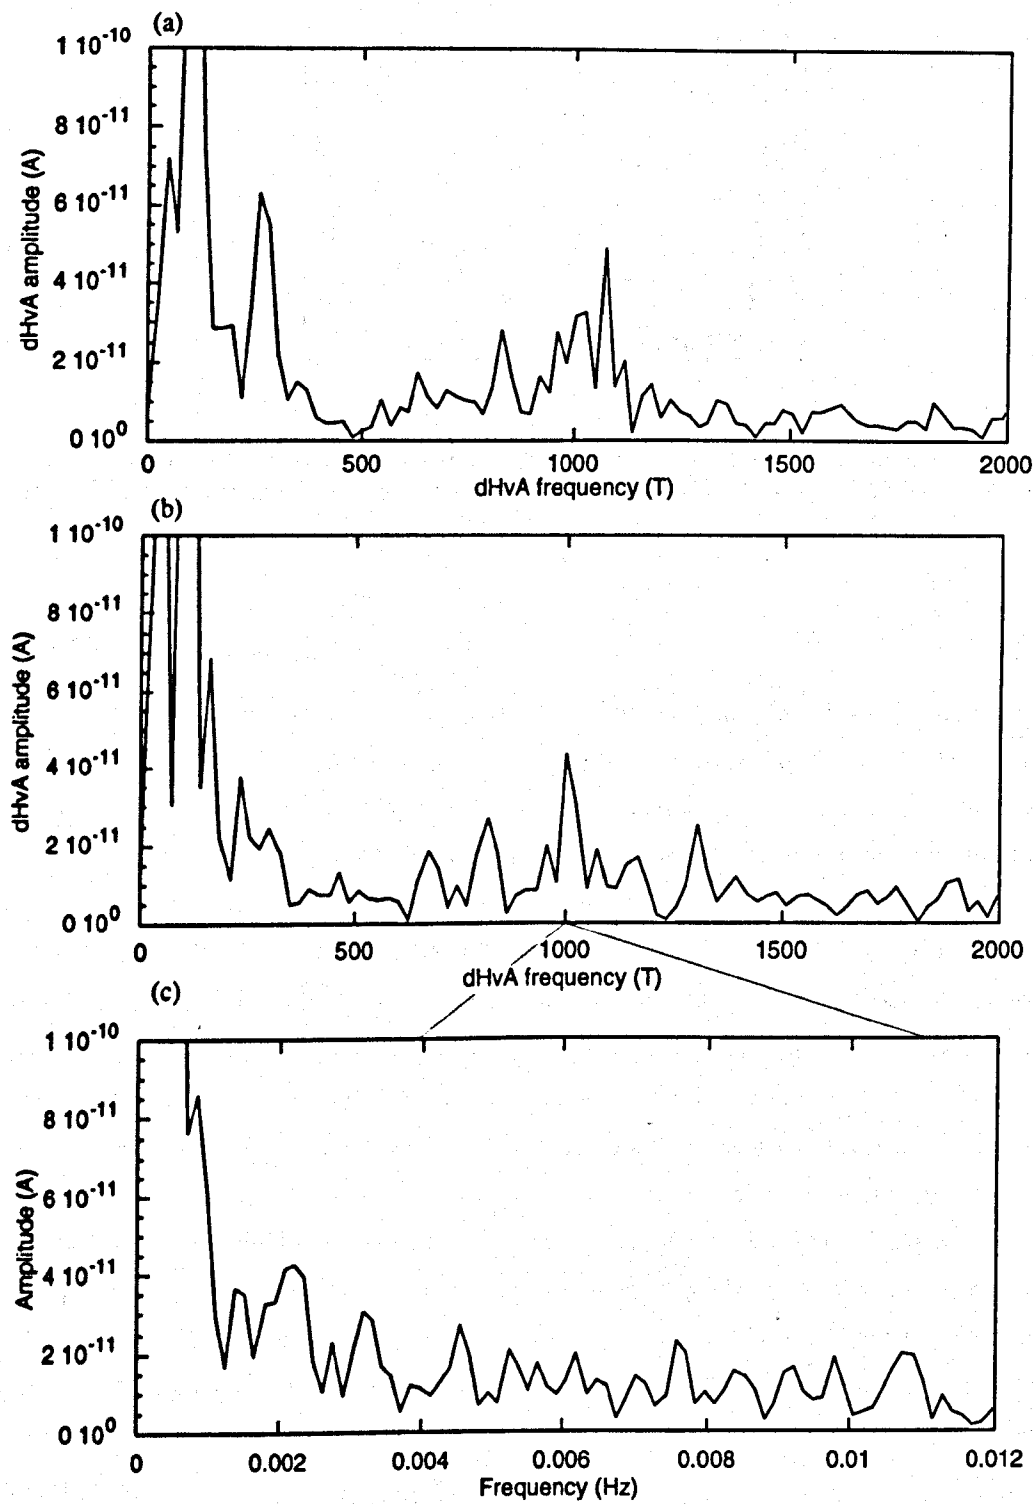 (a)
1 10-10
8 10-11
6 10-11
4 10-11
2 10-11
0 100
dHvA amplitude (A)
0 500 1000 1500 2000
dHvA frequency (T)
(b)
1 10-10
8 10-11
6 10-11
4 10-11
2 10-11
0 100
dHvA amplitude (A)
0 500 1000 1500 2000
dHvA frequency (T)
(c)
1 10-10
8 10-11
6 10-11
4 10-11
2 10-11
0 100
Amplitude (A)
0 0.002 0.004 0.006 0.008 0.01 0.012
Frequency (Hz)